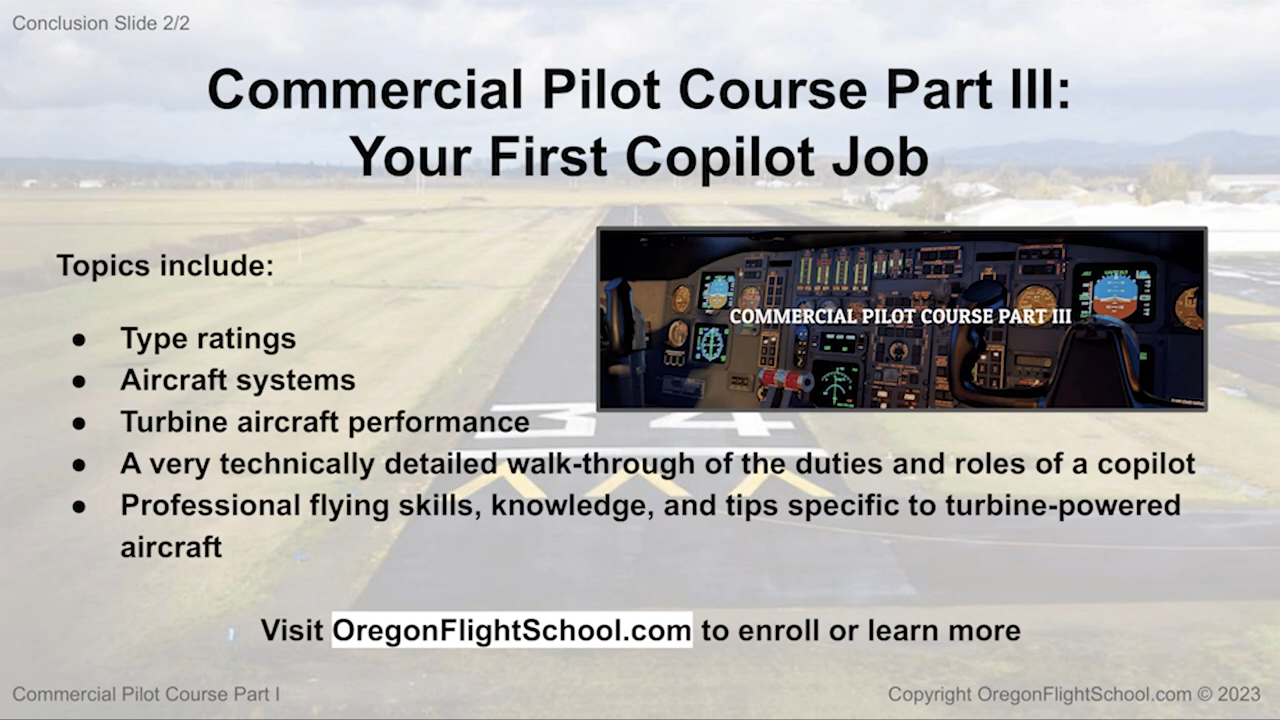 Conclusion Slide 2/2
Commercial Pilot Course Part III:
Your First Copilot Job
Topics include:
COMMERCIAL PILOT COURSE PART III
● Type ratings
● Aircraft systems
● Turbine aircraft performance
34
● A very technically detailed walk-through of the duties and roles of a copilot
● Professional flying skills, knowledge, and tips specific to turbine-powered
aircraft
Visit OregonFlightSchool.com to enroll or learn more
Commercial Pilot Course Part I
Copyright OregonFlightSchool.com © 2023